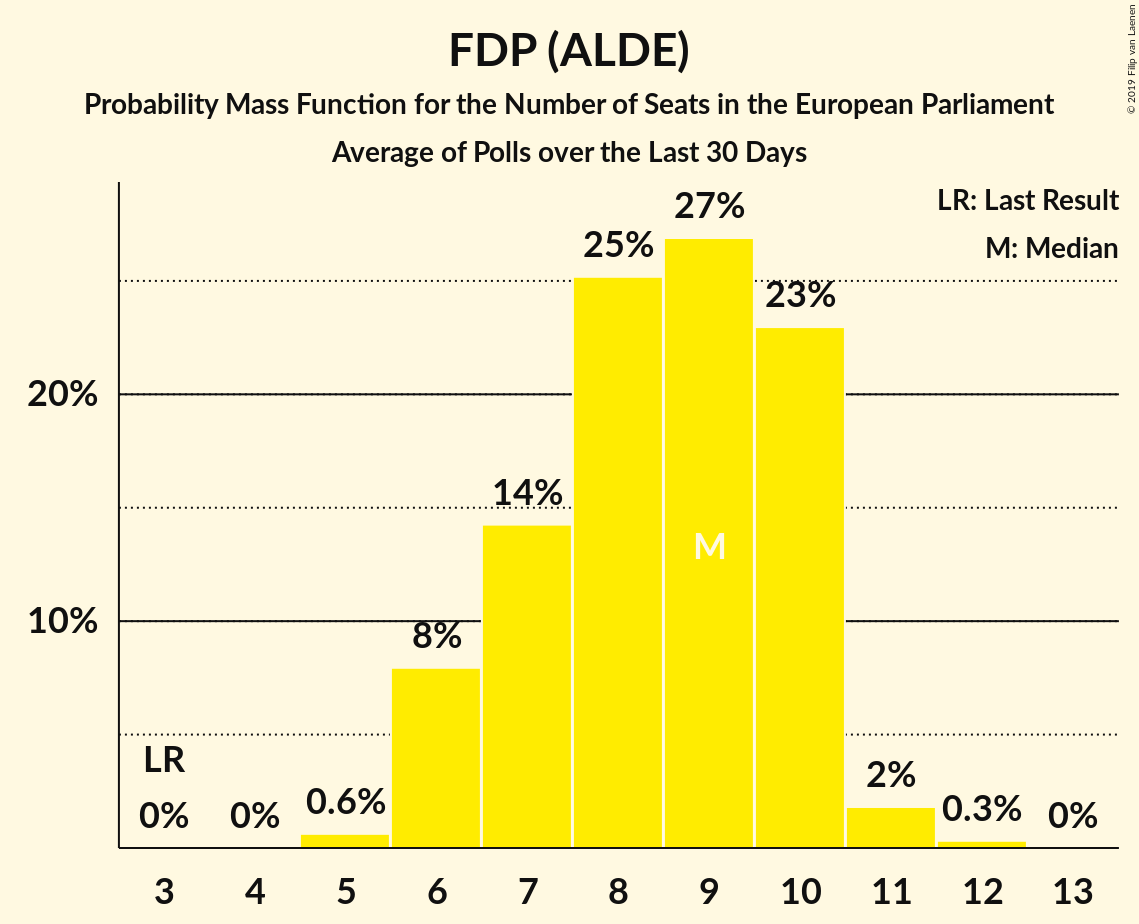 FDP (ALDE)
Probability Mass Function for the Number of Seats in the European Parliament
Average of Polls over the Last 30 Days
© 2019 Filip van Laenen
LR: Last Result
M: Median
27%
25%
23%
20%
14%
M
10%
8%
LR
0%
0%
0.6%
2%
0.3%
0%
3 4 5 6 7 8 9 10 11 12 13